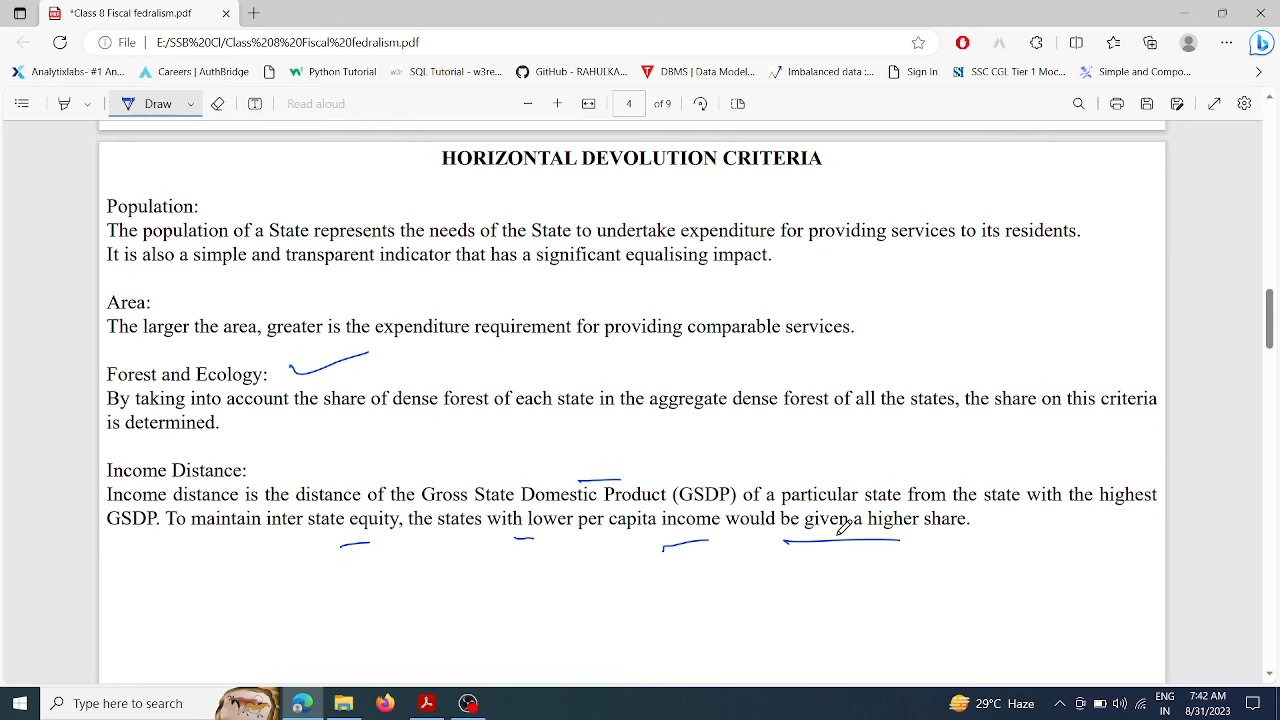 *Class 8 Fiscal fedralism.pdf
File E:/SSB%20Cl/Class%208%20Fiscal%20fedralism.pdf
Analytixlabs- #1 An... Careers | AuthBridge Python Tutorial SQL Tutorial - w3re... GitHub - RAHULKA... DBMS | Data Model... Imbalanced data :... Sign In SSC CGL Tier 1 Moc... Simple and Compo...
Draw Read aloud 4 of 9
HORIZONTAL DEVOLUTION CRITERIA
Population:
The population of a State represents the needs of the State to undertake expenditure for providing services to its residents.
It is also a simple and transparent indicator that has a significant equalising impact.
Area:
The larger the area, greater is the expenditure requirement for providing comparable services.
Forest and Ecology:
By taking into account the share of dense forest of each state in the aggregate dense forest of all the states, the share on this criteria
is determined.
Income Distance:
Income distance is the distance of the Gross State Domestic Product (GSDP) of a particular state from the state with the highest
GSDP. To maintain inter state equity, the states with lower per capita income would be given a higher share.
Type here to search 29°C Haze ENG 7:42 AM
IN 8/31/2023